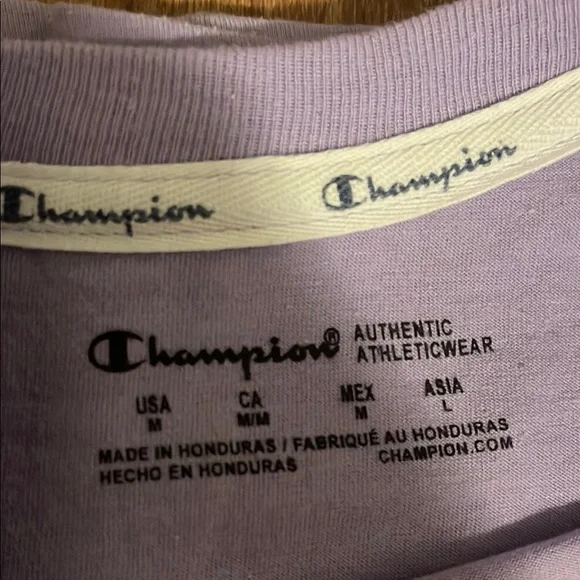 Champion Champion
Champion® AUTHENTIC
ATHLETICWEAR
USA CA MEX ASIA
M M/M M L
MADE IN HONDURAS / FABRIQUÉ AU HONDURAS
HECHO EN HONDURAS CHAMPION.COM